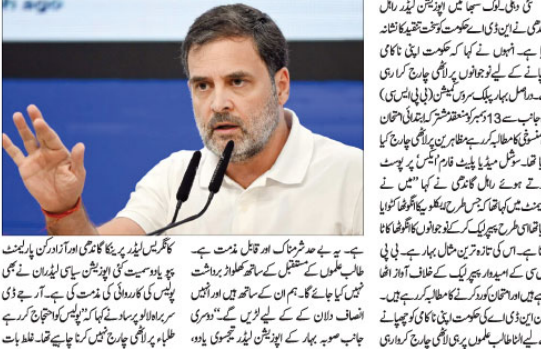 نئی دہلی۔ لوک سبھا میں اپوزیشن لیڈر راہل
گاندھی نے این ڈی اے حکومت کو سخت تنقید کا نشانہ
بنایا ہے۔ انہوں نے کہا کہ حکومت اپنی ناکامی
چھپانے کے لیے نوجوانوں پر لاٹھی چارج کرا رہی
ہے۔ دراصل بہار پبلک سروس کمیشن (بی پی ایس سی)
کی جانب سے 13 دسمبر کو منعقد مشترکہ ابتدائی امتحان
کی منسوخی کا مطالبہ کر رہے مظاہرین پر لاٹھی چارج کیا
گیا تھا۔ سوشل میڈیا پلیٹ فارم 'ایکس' پر پوسٹ
کرتے ہوئے راہل گاندھی نے کہا ”میں نے
پارلیمنٹ میں کہا تھا کہ جس طرح ایکلویہ کا انگوٹھا کٹوایا
گیا تھا اسی طرح پیپر لیک کر کے نوجوانوں کا انگوٹھا کاٹا
جاتا ہے۔ اس کی تازہ ترین مثال بہار ہے۔ بی پی
ایس سی کے امیدوار پیپر لیک کے خلاف آواز اٹھا
رہے ہیں اور امتحان کو رد کرنے کا مطالبہ کر رہے ہیں۔
لیکن این ڈی اے کی حکومت اپنی ناکامی کو چھپانے
کے لیے الٹا طالب علموں پر ہی لاٹھی چارج کروا رہی
ہے۔ یہ بے حد شرمناک اور قابل مذمت ہے۔
طالب علموں کے مستقبل کے ساتھ کھلواڑ برداشت
نہیں کیا جائے گا۔ ہم ان کے ساتھ ہیں اور انہیں
انصاف دلان کے کے لیے لڑیں گے۔“ دوسری
جانب صوبہ بہار کے اپوزیشن لیڈر تیجسوی یادو،
کانگریس لیڈر پرینکا گاندھی اور آزاد رکن پارلیمنٹ
پپو یادو سمیت کئی اپوزیشن سیاسی لیڈران نے بھی
پولیس کی کارروائی کی مذمت کی ہے۔ آر جے ڈی
سربراہ لالو پرساد نے کہا کہ ”پولیس کو احتجاج کر رہے
طلباء پر لاٹھی چارج نہیں کرنا چاہیے تھا۔ غلط بات